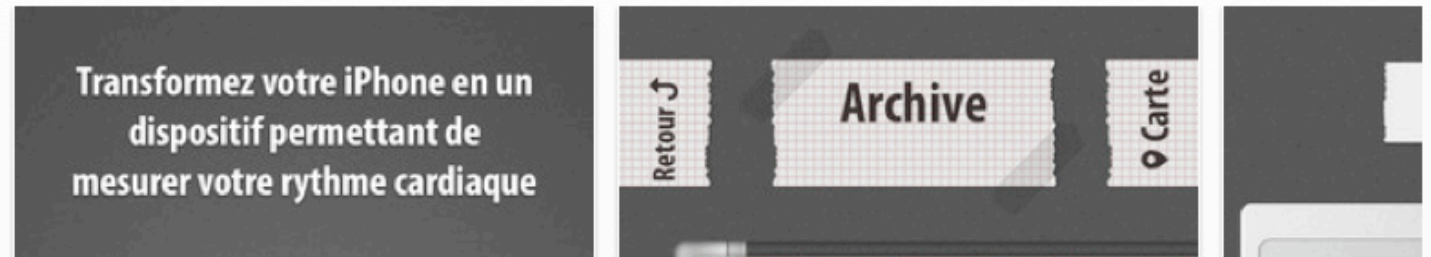 Transformez votre iPhone en un
dispositif permettant de
mesurer votre rythme cardiaque
Retour
Archive
Carte